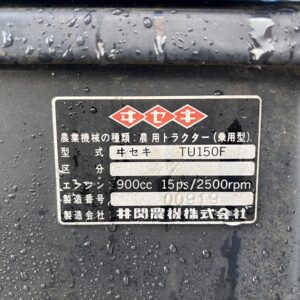 ヰセキ
農業機械の種類:農用トラクター(乗用型)
型式 ヰセキ TU150F
区分
エンジン 900cc 15ps/2500rpm
製造番号 00919
製造会社 井関農機株式会社